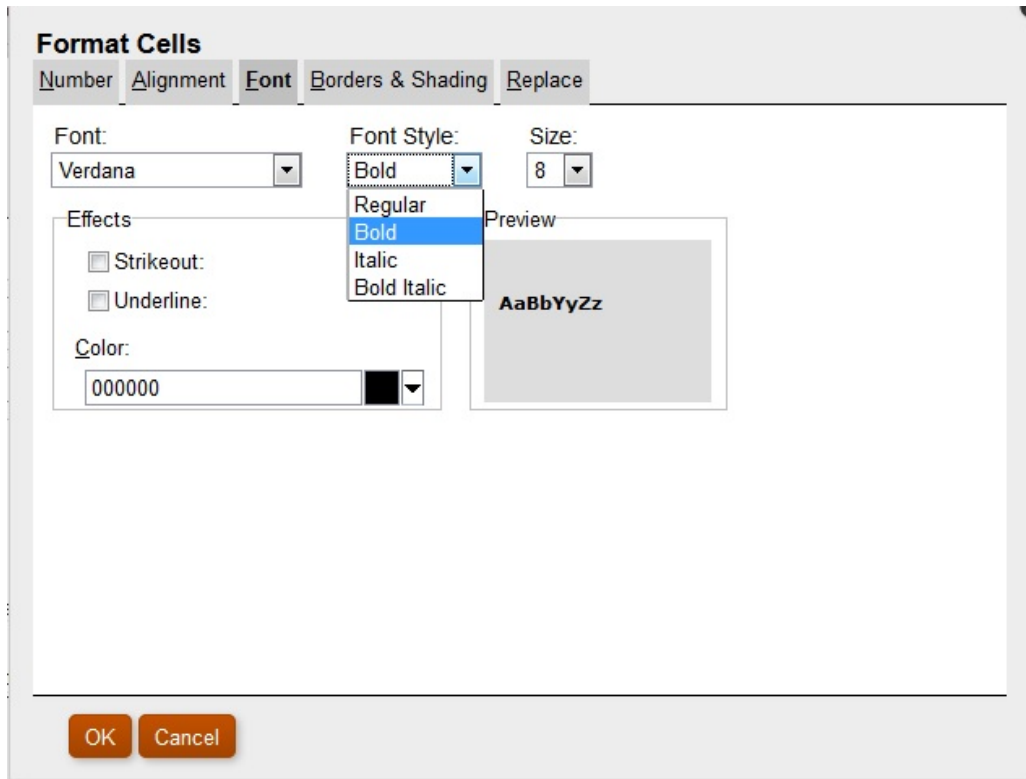 Format Cells
Number Alignment Font Borders & Shading Replace
Font: Font Style: Size:
Verdana Bold 8
Regular
Effects Bold Preview
Strikeout: Italic
Underline: Bold Italic AaBbYyZz
Color:
000000
OK Cancel